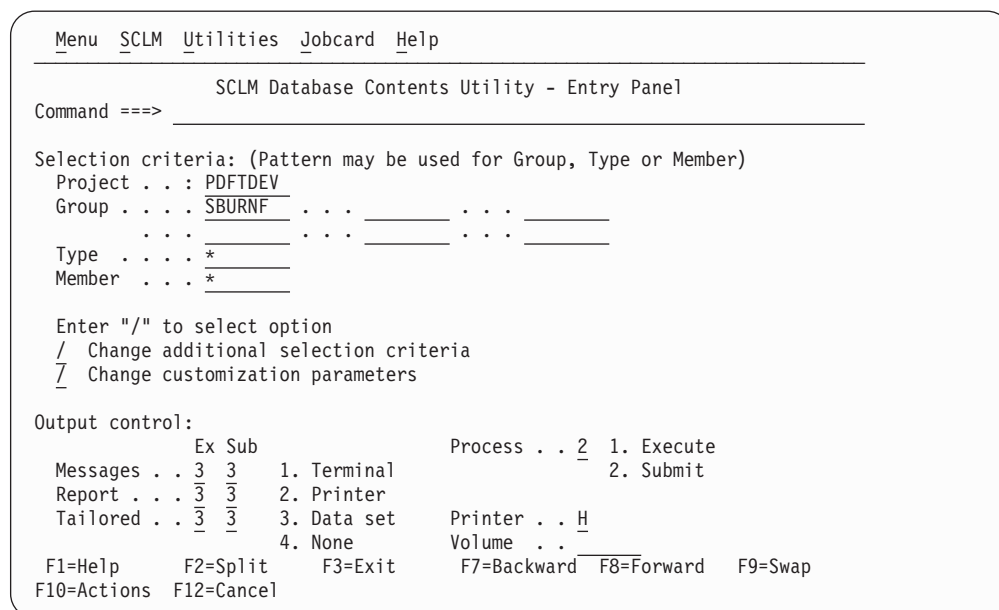 Menu SCLM Utilities Jobcard Help
SCLM Database Contents Utility - Entry Panel
Command ===>
Selection criteria: (Pattern may be used for Group, Type or Member)
Project . . : PDFTDEV
Group . . . . SBURNF . . . . . .
. . . . . . . . .
Type . . . . *
Member . . . *
Enter "/" to select option
/ Change additional selection criteria
/ Change customization parameters
Output control:
Ex Sub Process . . 2 1. Execute
Messages . . 3 3 1. Terminal 2. Submit
Report . . . 3 3 2. Printer
Tailored . . 3 3 3. Data set Printer . . H
4. None Volume . .
F1=Help F2=Split F3=Exit F7=Backward F8=Forward F9=Swap
F10=Actions F12=Cancel